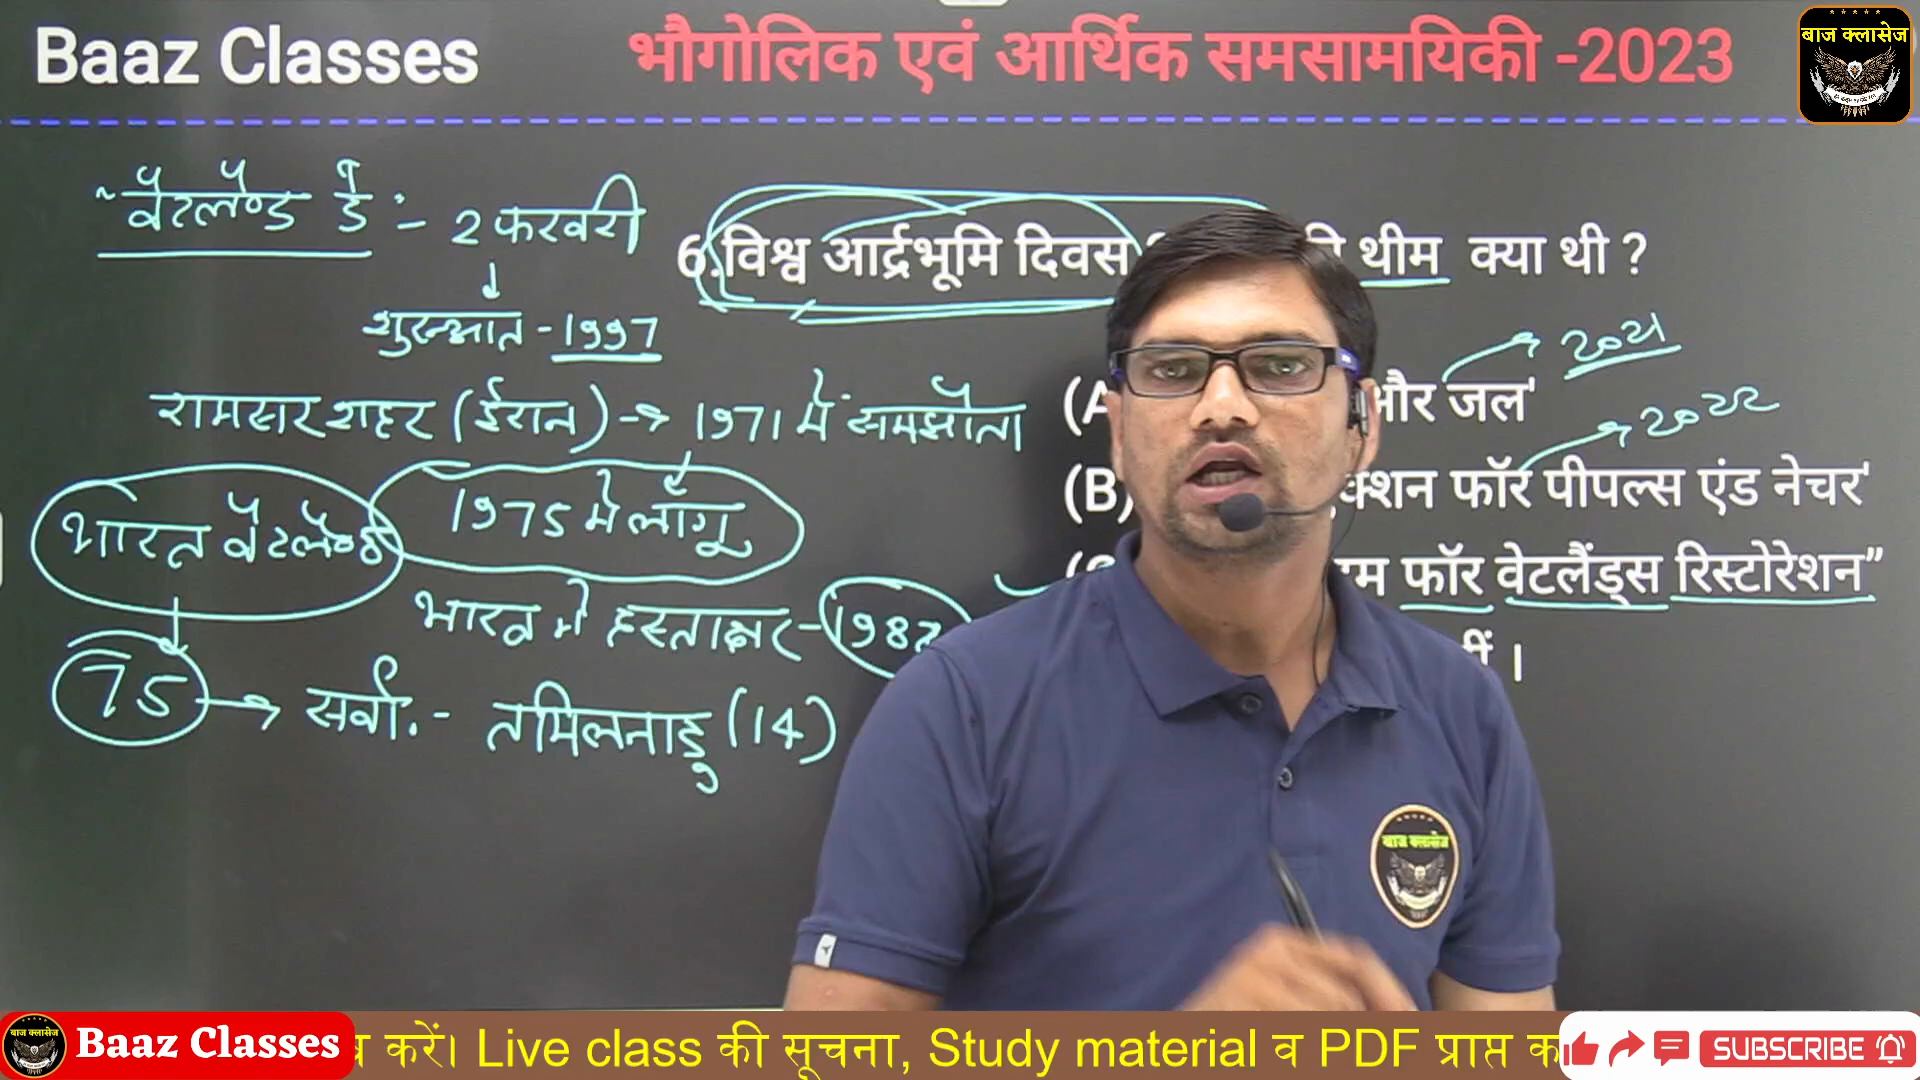 Baaz Classes
भौगोलिक एवं आर्थिक समसामयिकी -2023
बाज क्लासेज
वेटलैण्ड डे :- 2 फरवरी
शुरुआत - 1997
रामसर शहर (ईरान) → 1971 में समझौता
1975 में लागू
भारत वेटलैण्ड
भारत में हस्ताक्षर - 1982
75 → सर्वा. - तमिलनाडु (14)
6. विश्व आर्द्रभूमि दिवस थीम क्या थी ?
(A और जल' → 2021
(B) फॉर पीपल्स एंड नेचर' → 2022
फॉर वेटलैंड्स रिस्टोरेशन”
बाज क्लासेज
बाज क्लासेज
Baaz Classes
करें। Live class की सूचना, Study material व PDF प्राप्त
SUBSCRIBE